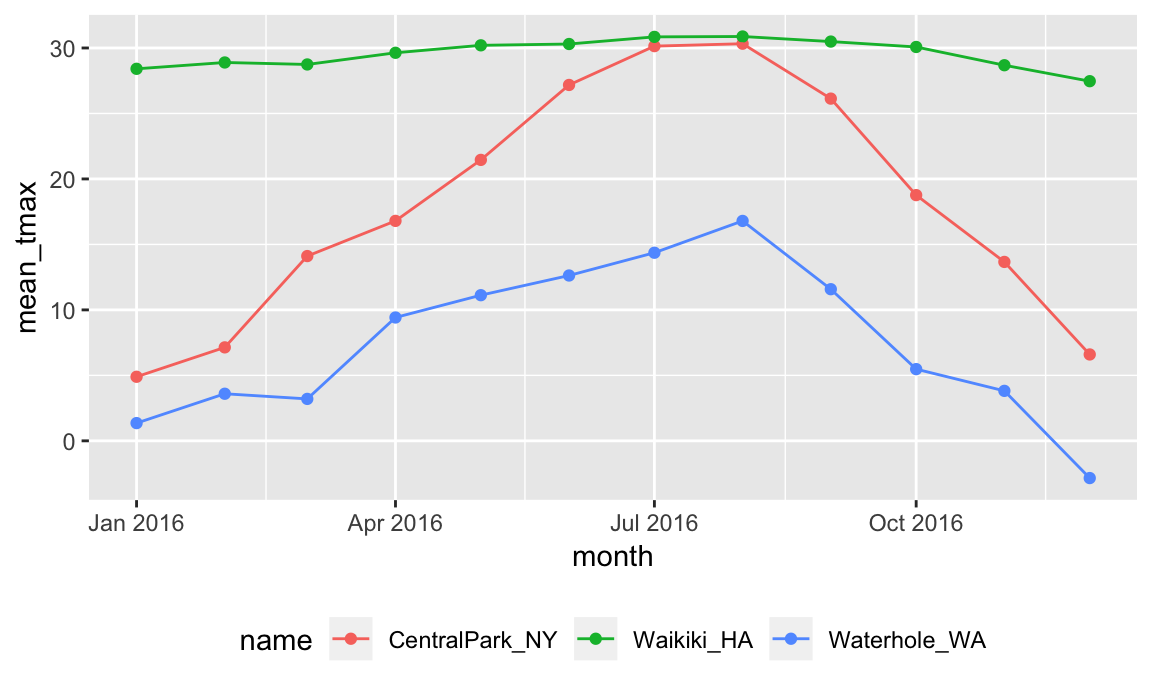 mean_tmax
30
20
10
0
Jan 2016 Apr 2016 Jul 2016 Oct 2016
month
name CentralPark_NY Waikiki_HA Waterhole_WA